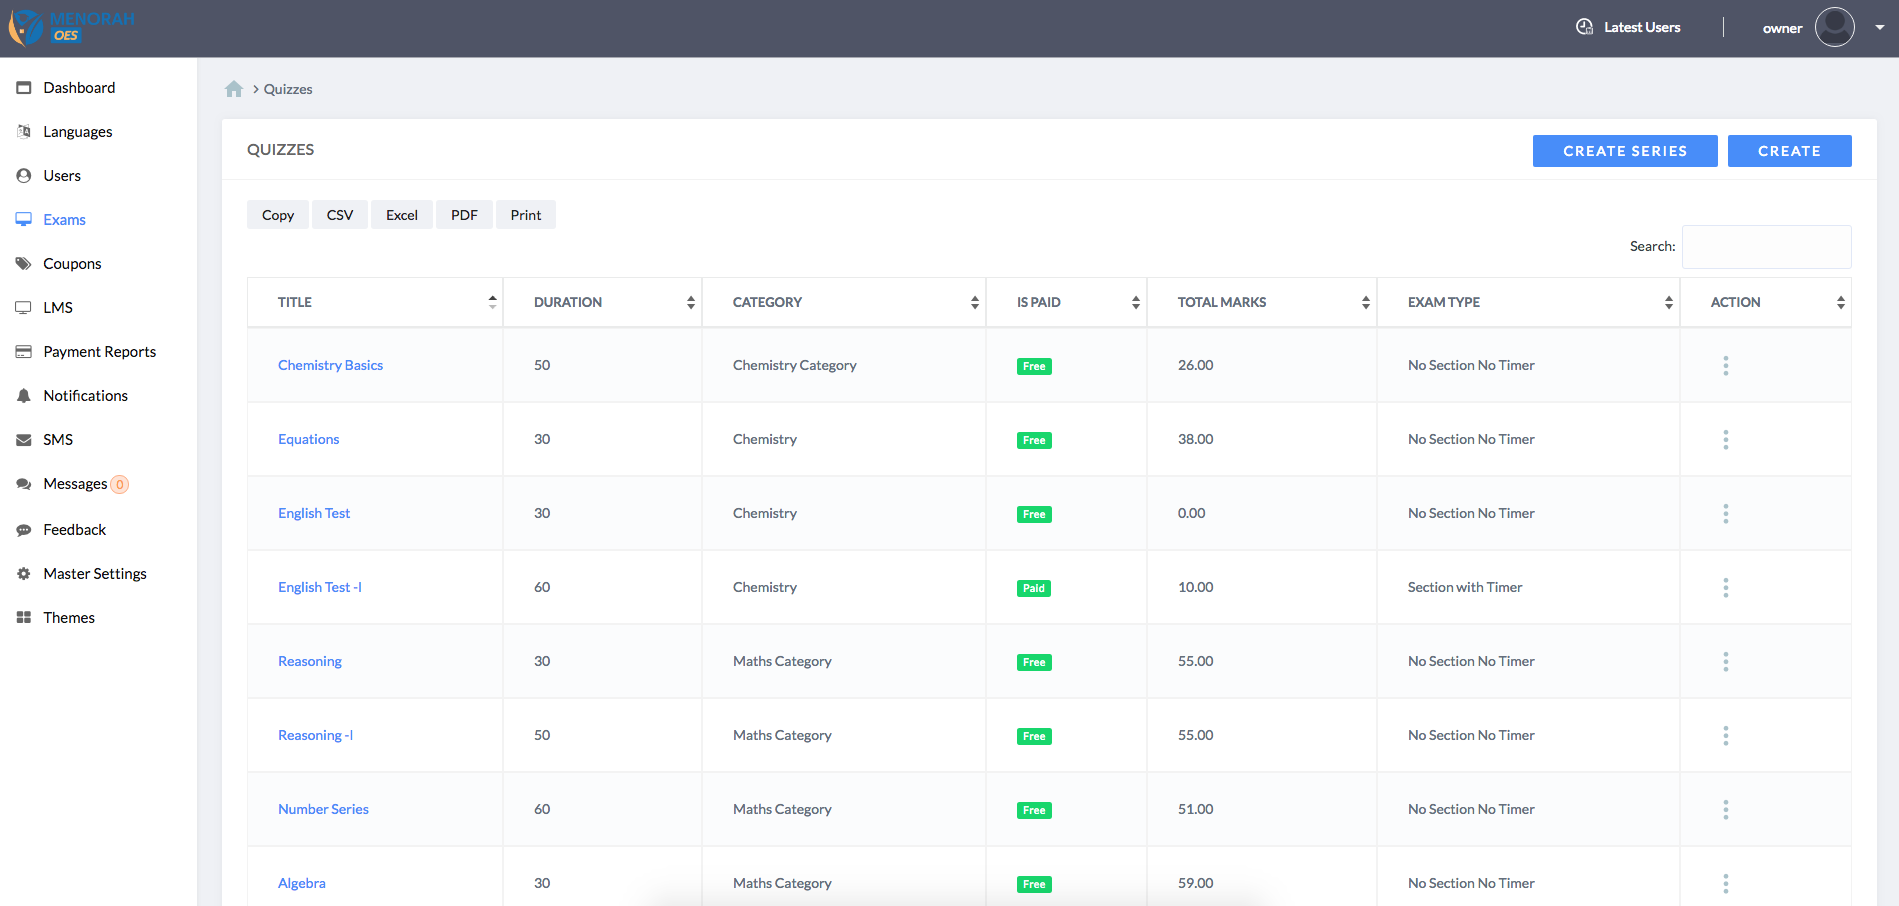 MENORAH
OES
Latest Users
owner
Dashboard
Languages
Users
Exams
Coupons
LMS
Payment Reports
Notifications
SMS
Messages 0
Feedback
Master Settings
Themes
> Quizzes
QUIZZES
CREATE SERIES CREATE
Copy CSV Excel PDF Print
Search:
TITLE DURATION CATEGORY IS PAID TOTAL MARKS EXAM TYPE ACTION
Chemistry Basics 50 Chemistry Category Free 26.00 No Section No Timer
Equations 30 Chemistry Free 38.00 No Section No Timer
English Test 30 Chemistry Free 0.00 No Section No Timer
English Test -I 60 Chemistry Paid 10.00 Section with Timer
Reasoning 30 Maths Category Free 55.00 No Section No Timer
Reasoning -I 50 Maths Category Free 55.00 No Section No Timer
Number Series 60 Maths Category Free 51.00 No Section No Timer
Algebra 30 Maths Category Free 59.00 No Section No Timer